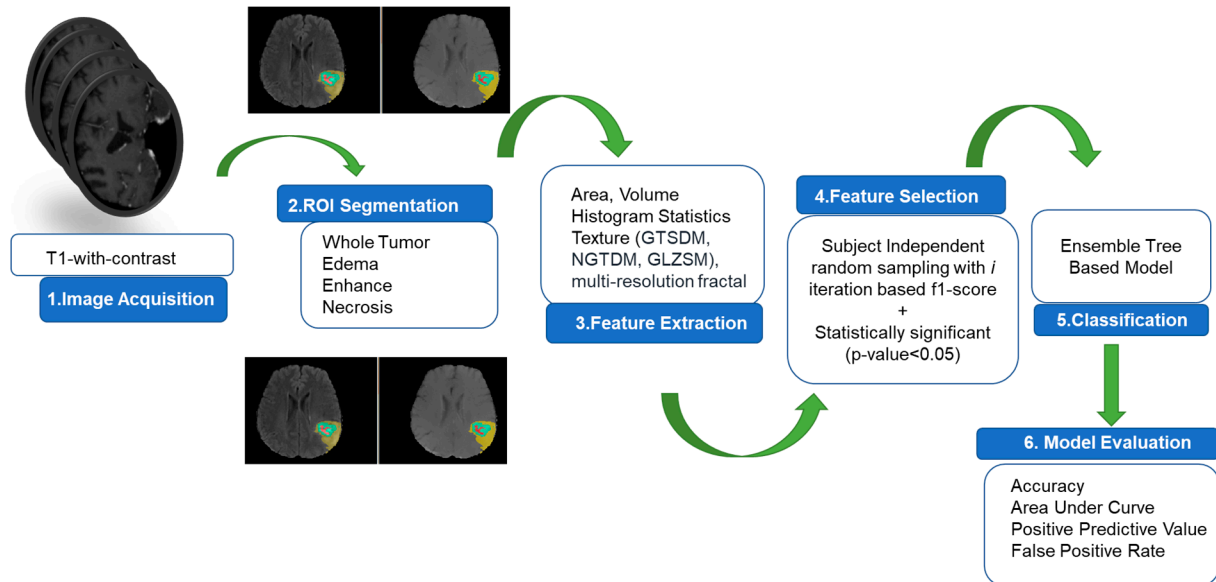 T1-with-contrast
1.Image Acquisition
2.ROI Segmentation
Whole Tumor
Edema
Enhance
Necrosis
Area, Volume
Histogram Statistics
Texture (GTSDM,
NGTDM, GLZSM),
multi-resolution fractal
3.Feature Extraction
4.Feature Selection
Subject Independent
random sampling with i
iteration based f1-score
+
Statistically significant
(p-value<0.05)
Ensemble Tree
Based Model
5.Classification
6. Model Evaluation
Accuracy
Area Under Curve
Positive Predictive Value
False Positive Rate